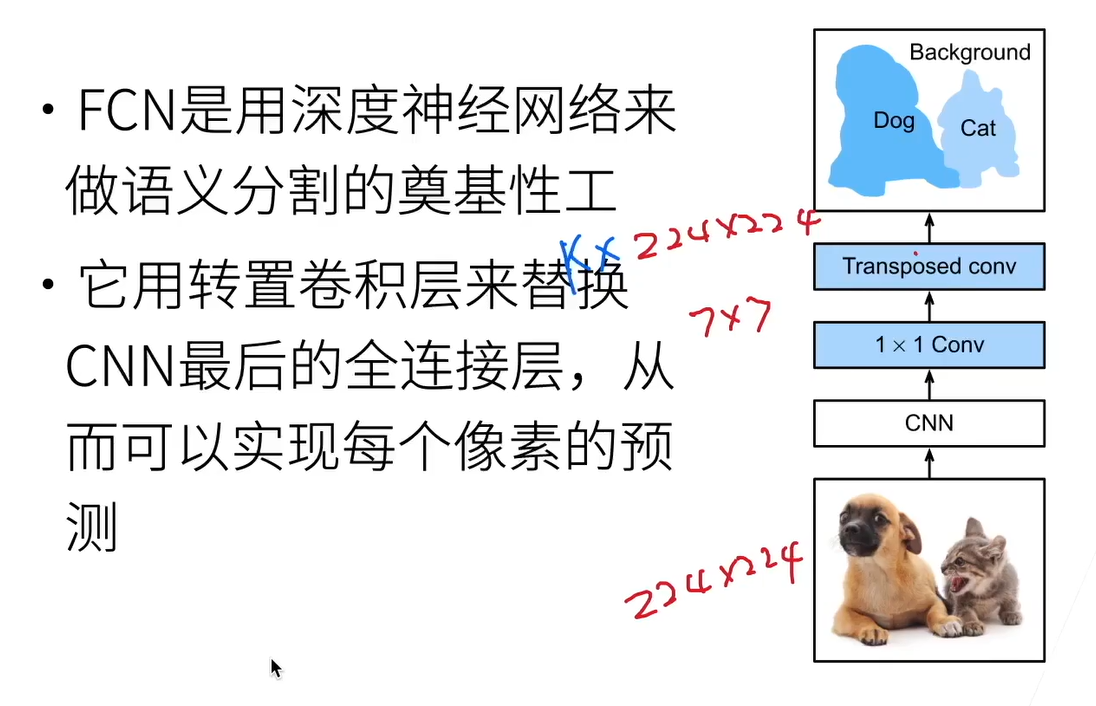 • FCN是用深度神经网络来
做语义分割的奠基性工
• 它用转置卷积层来替换
CNN最后的全连接层，从
而可以实现每个像素的预
测
Background
Dog
Cat
K× 224×224
Transposed conv
7×7
1 × 1 Conv
CNN
224×224